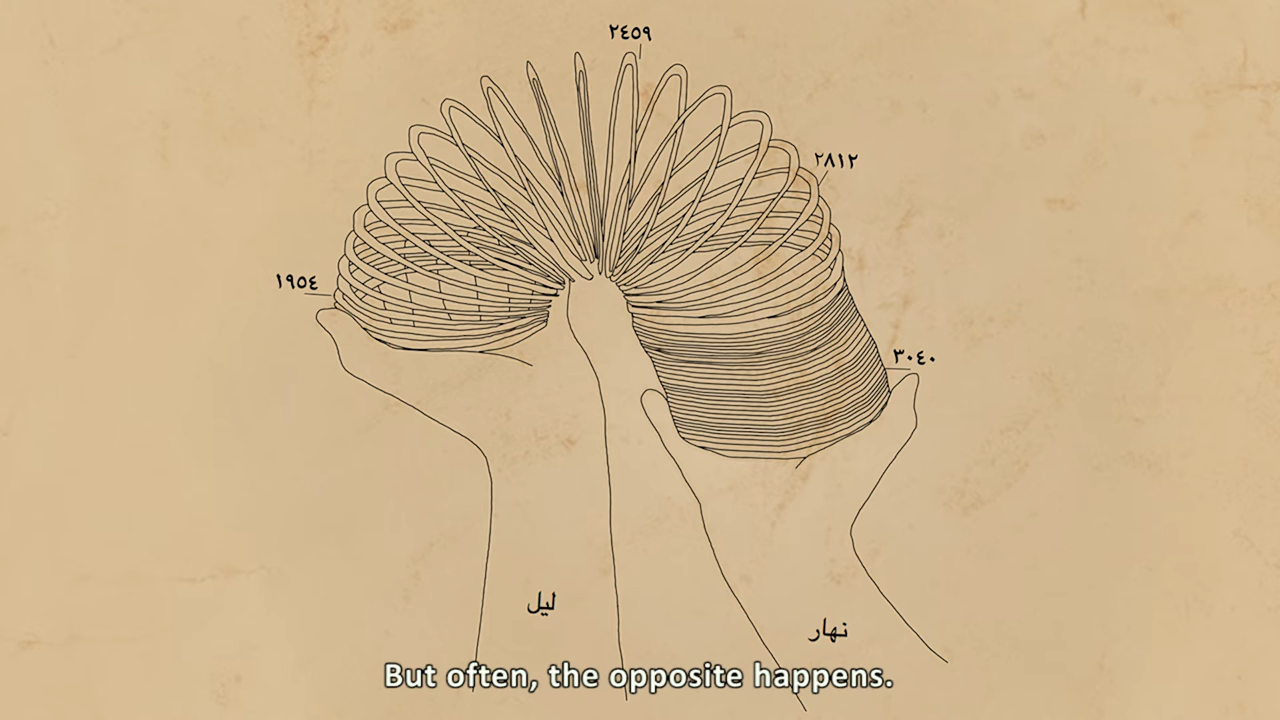 ٢٤٥٩
٢٨١٢
١٩٥٤
٣٠٤٠
ليل
نهار
But often, the opposite happens.